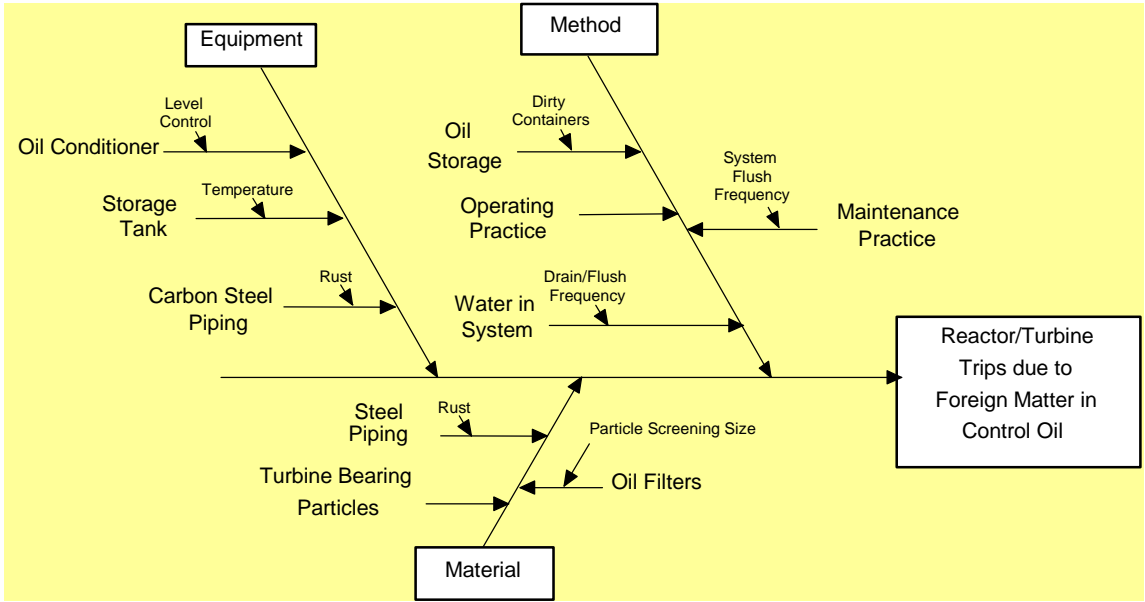 Equipment
Method
Level
Control
Oil Conditioner
Storage
Tank
Temperature
Carbon Steel
Piping
Rust
Dirty
Containers
Oil
Storage
Operating
Practice
System
Flush
Frequency
Maintenance
Practice
Water in
System
Drain/Flush
Frequency
Reactor/Turbine
Trips due to
Foreign Matter in
Control Oil
Steel
Piping
Rust
Particle Screening Size
Turbine Bearing
Particles
Oil Filters
Material